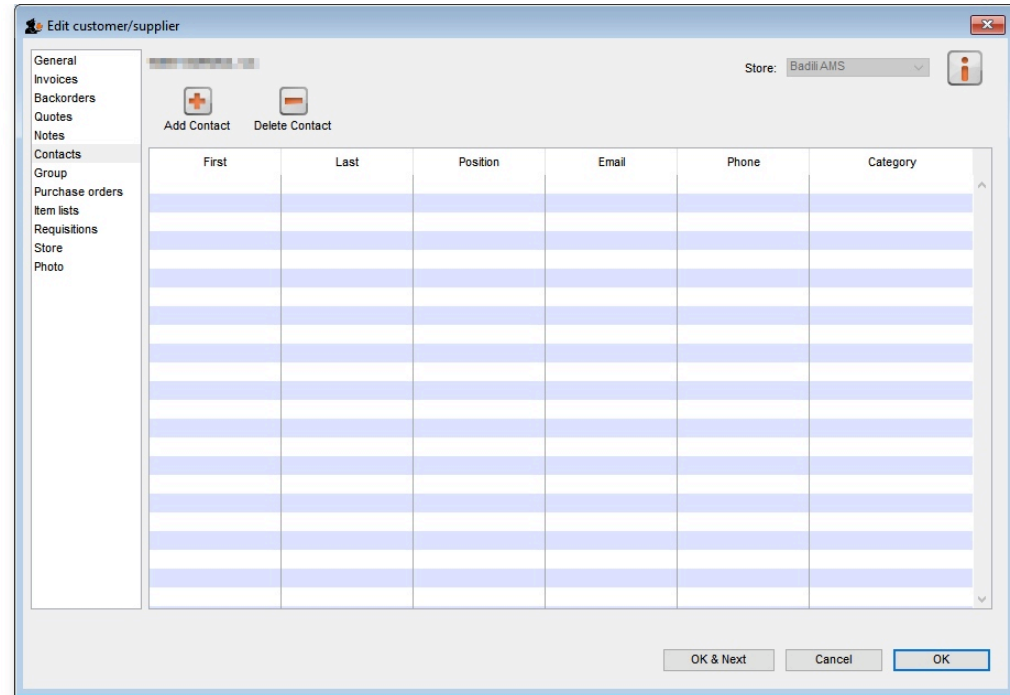 Edit customer/supplier
General
Invoices
Backorders
Quotes
Notes
Contacts
Group
Purchase orders
Item lists
Requisitions
Store
Photo
Store: Badili AMS
Add Contact Delete Contact
First Last Position Email Phone Category
OK & Next Cancel OK